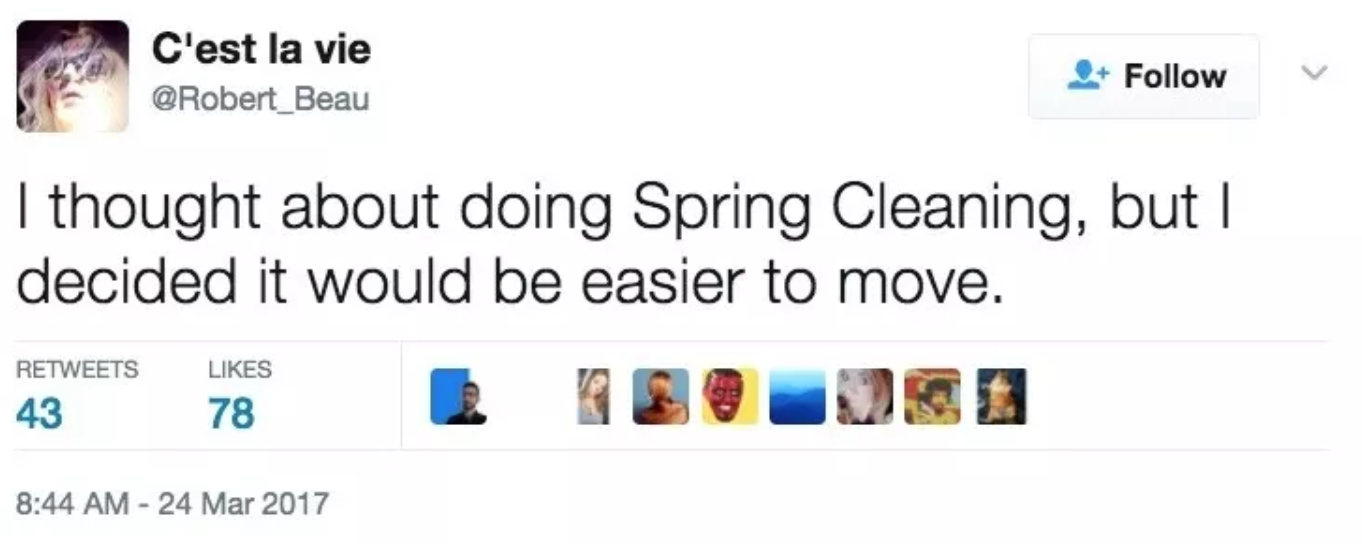 C'est la vie
@Robert_Beau
Follow
I thought about doing Spring Cleaning, but I
decided it would be easier to move.
RETWEETS LIKES
43 78
8:44 AM - 24 Mar 2017